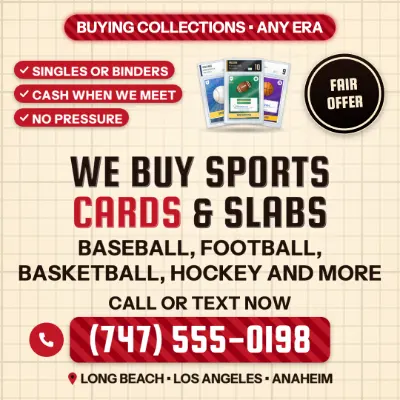 BUYING COLLECTIONS • ANY ERA
SINGLES OR BINDERS
CASH WHEN WE MEET
NO PRESSURE
10
9
FAIR
OFFER
WE BUY SPORTS
CARDS & SLABS
BASEBALL, FOOTBALL,
BASKETBALL, HOCKEY AND MORE
CALL OR TEXT NOW
(747) 555-0198
LONG BEACH • LOS ANGELES • ANAHEIM